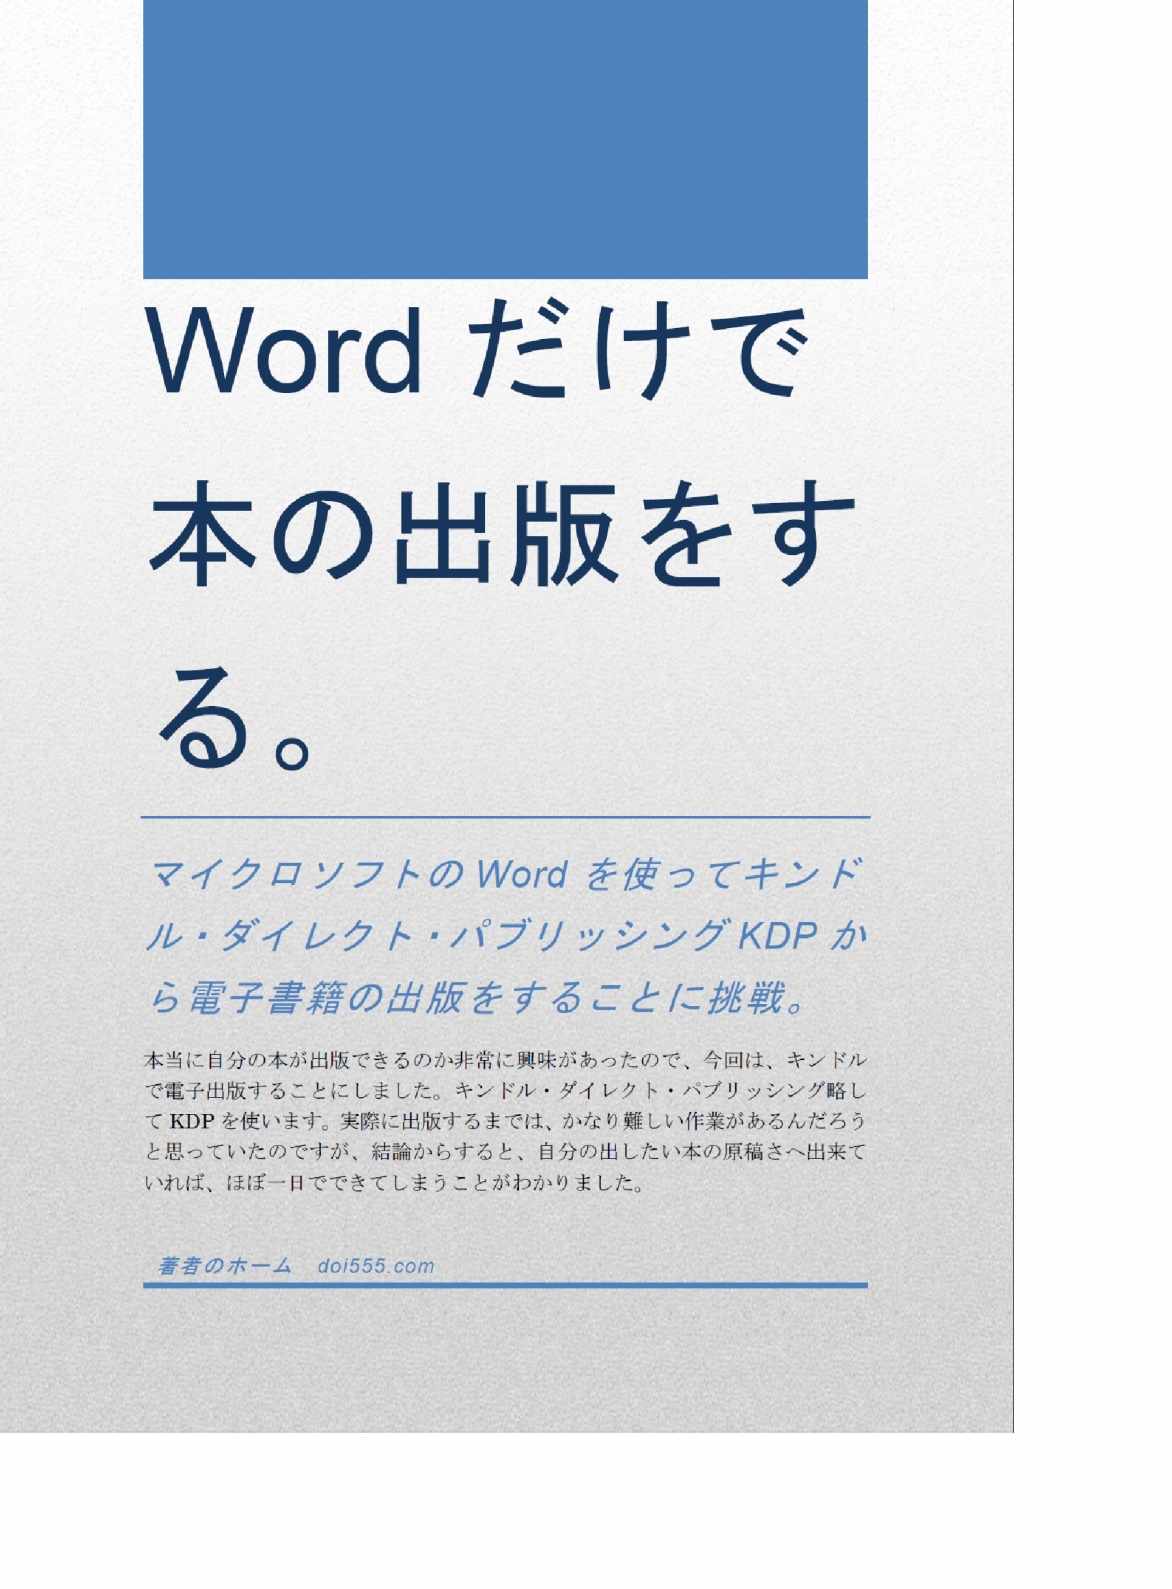 Word だけで
本の出版をす
る。
マイクロソフトの Word を使ってキンド
ル・ダイレクト・パブリッシング KDP か
ら電子書籍の出版をすることに挑戦。
本当に自分の本が出版できるのか非常に興味があったので、今回は、キンドル
で電子出版することにしました。キンドル・ダイレクト・パブリッシング略し
て KDP を使います。実際に出版するまでは、かなり難しい作業があるんだろう
と思っていたのですが、結論からすると、自分の出したい本の原稿さへ出来て
いれば、ほぼ一日でできてしまうことがわかりました。
著者のホーム　doi555.com